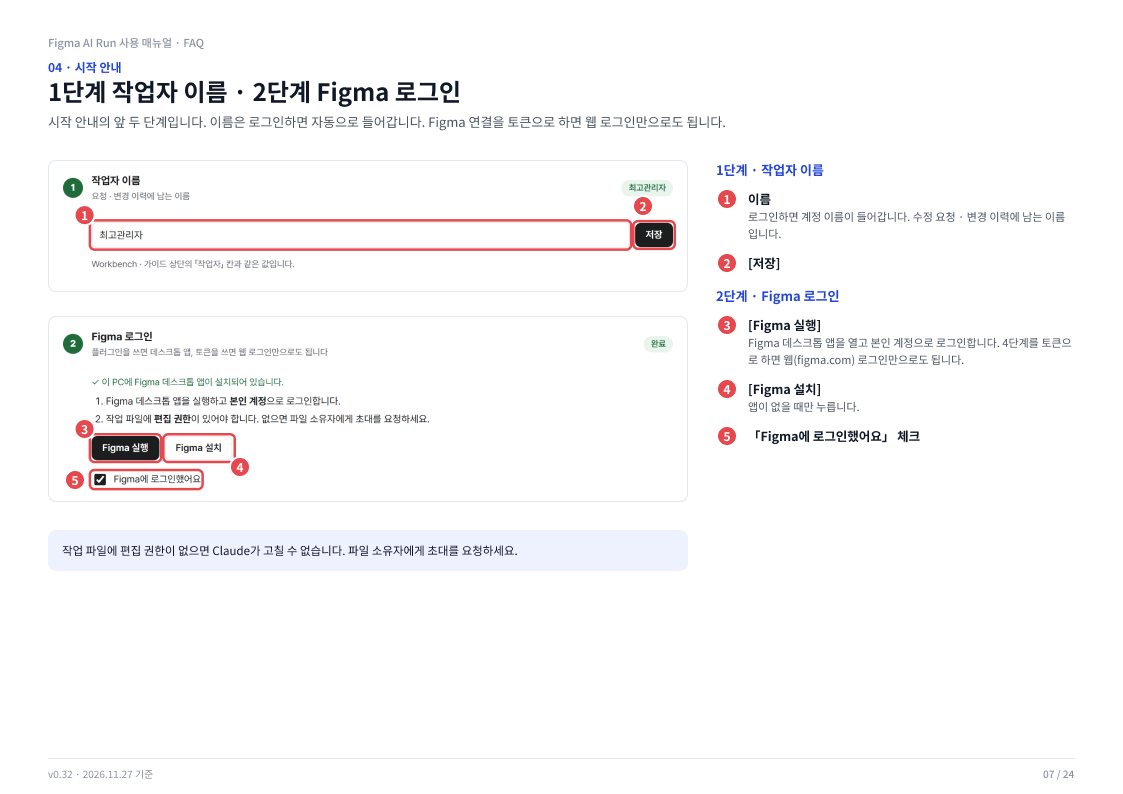 Figma AI Run 사용 매뉴얼 · FAQ
04 · 시작 안내
1단계 작업자 이름 · 2단계 Figma 로그인
시작 안내의 앞 두 단계입니다. 이름은 로그인하면 자동으로 들어갑니다. Figma 연결을 토큰으로 하면 웹 로그인만으로도 됩니다.
1
작업자 이름
요청 · 변경 이력에 남는 이름
최고관리자
1
2
최고관리자
저장
Workbench · 가이드 상단의 「작업자」 칸과 같은 값입니다.
2
Figma 로그인
플러그인을 쓰면 데스크톱 앱, 토큰을 쓰면 웹 로그인만으로도 됩니다
완료
✓ 이 PC에 Figma 데스크톱 앱이 설치되어 있습니다.
1. Figma 데스크톱 앱을 실행하고 본인 계정으로 로그인합니다.
2. 작업 파일에 편집 권한이 있어야 합니다. 없으면 파일 소유자에게 초대를 요청하세요.
3
Figma 실행
Figma 설치
4
5
Figma에 로그인했어요
작업 파일에 편집 권한이 없으면 Claude가 고칠 수 없습니다. 파일 소유자에게 초대를 요청하세요.
1단계 · 작업자 이름
1 이름
로그인하면 계정 이름이 들어갑니다. 수정 요청 · 변경 이력에 남는 이름
입니다.
2 [저장]
2단계 · Figma 로그인
3 [Figma 실행]
Figma 데스크톱 앱을 열고 본인 계정으로 로그인합니다. 4단계를 토큰으
로 하면 웹(figma.com) 로그인만으로도 됩니다.
4 [Figma 설치]
앱이 없을 때만 누릅니다.
5 「Figma에 로그인했어요」 체크
v0.32 · 2026.11.27 기준
07 / 24